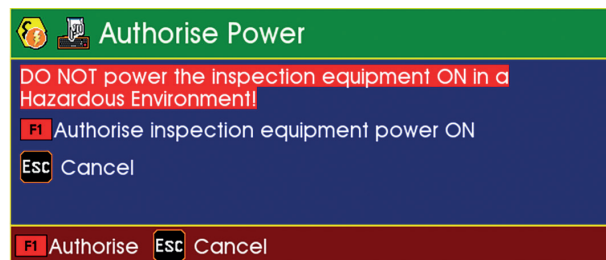 Authorise Power
DO NOT power the inspection equipment ON in a
Hazardous Environment!
F1 Authorise inspection equipment power ON
Esc Cancel
F1 Authorise Esc Cancel